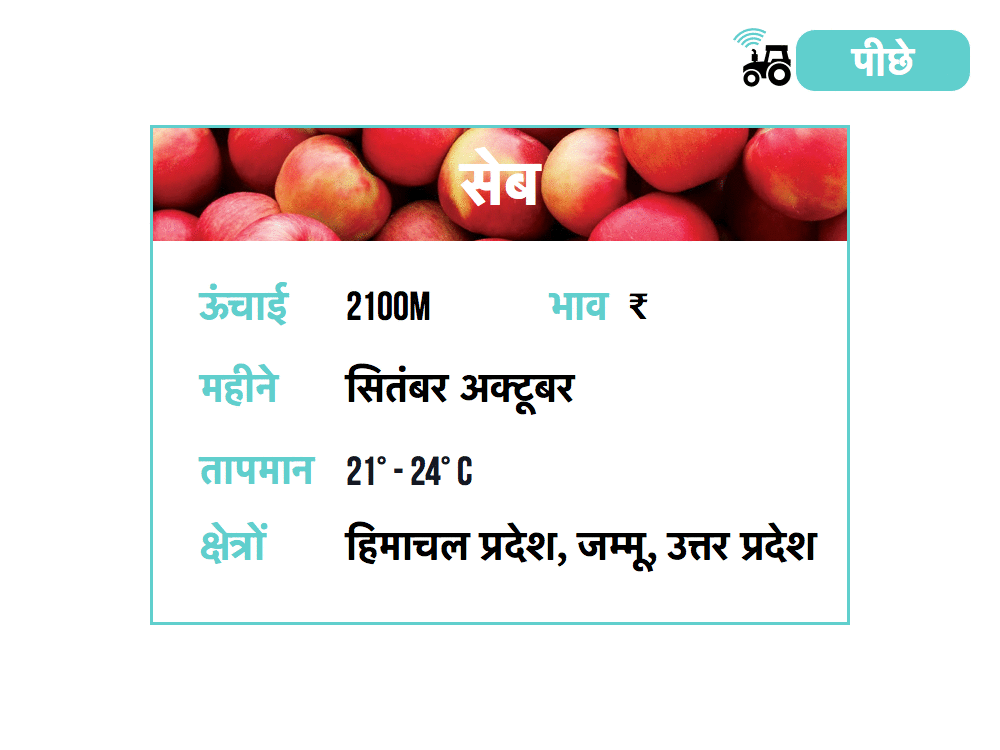 पीछे
सेब
ऊंचाई 2100M भाव ₹
महीने सितंबर अक्टूबर
तापमान 21° - 24° C
क्षेत्रों हिमाचल प्रदेश, जम्मू, उत्तर प्रदेश